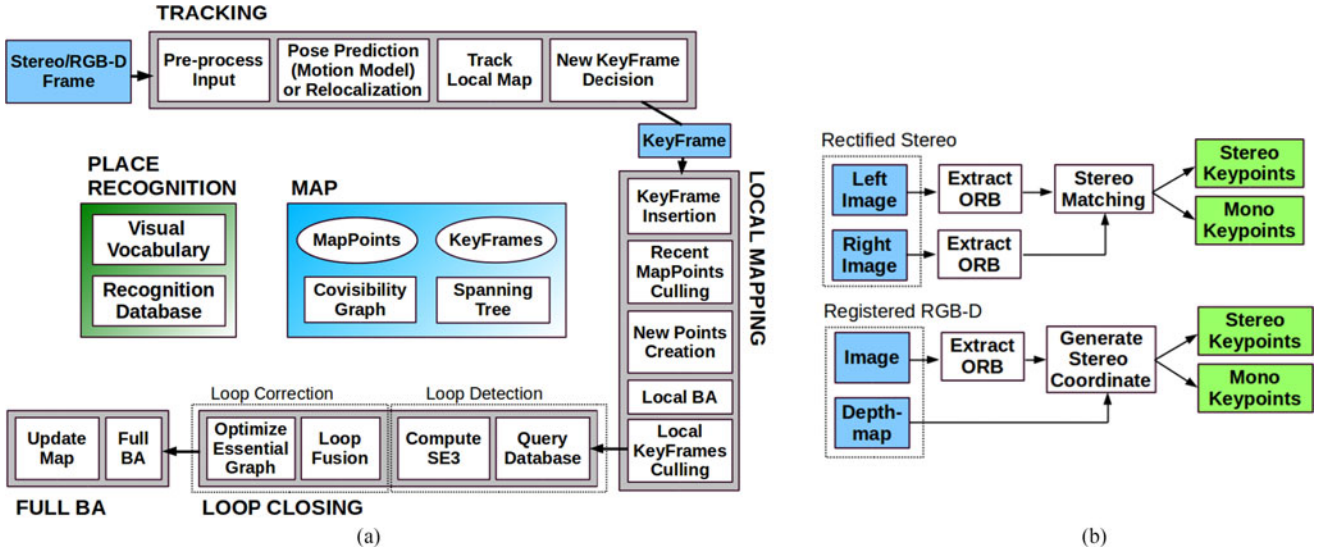 TRACKING
Stereo/RGB-D
Frame
Pre-process
Input
Pose Prediction
(Motion Model)
or Relocalization
Track
Local Map
New KeyFrame
Decision
KeyFrame
PLACE
RECOGNITION
Visual
Vocabulary
Recognition
Database
MAP
MapPoints
KeyFrames
Covisibility
Graph
Spanning
Tree
LOCAL MAPPING
KeyFrame
Insertion
Recent
MapPoints
Culling
New Points
Creation
Local BA
Local
KeyFrames
Culling
Loop Correction
Loop Detection
Update
Map
Full
BA
Optimize
Essential
Graph
Loop
Fusion
Compute
SE3
Query
Database
FULL BA
LOOP CLOSING
(a)
Rectified Stereo
Left
Image
Extract
ORB
Stereo
Matching
Stereo
Keypoints
Mono
Keypoints
Right
Image
Extract
ORB
Registered RGB-D
Image
Extract
ORB
Generate
Stereo
Coordinate
Stereo
Keypoints
Mono
Keypoints
Depth-
map
(b)